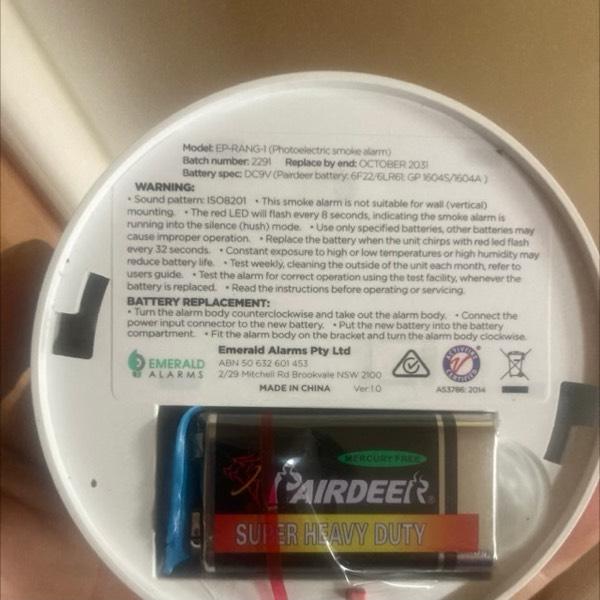 Model: EP-RANG-1 (Photoelectric smoke alarm)
Batch number: 2291 Replace by end: OCTOBER 2031
Battery spec: DC9V (Pairdeer battery: 6F22/6LR61: GP 1604S/1604A )
WARNING:
• Sound pattern: ISO8201 • This smoke alarm is not suitable for wall (vertical)
mounting. • The red LED will flash every 8 seconds, indicating the smoke alarm is
running into the silence (hush) mode. • Use only specified batteries, other batteries may
cause improper operation. • Replace the battery when the unit chirps with red led flash
every 32 seconds. • Constant exposure to high or low temperatures or high humidity may
reduce battery life. • Test weekly, cleaning the outside of the unit each month, refer to
users guide. • Test the alarm for correct operation using the test facility, whenever the
battery is replaced. • Read the instructions before operating or servicing.
BATTERY REPLACEMENT:
• Turn the alarm body counterclockwise and take out the alarm body. • Connect the
power input connector to the new battery. • Put the new battery into the battery
compartment. • Fit the alarm body on the bracket and turn the alarm body clockwise.
EMERALD
ALARMS
Emerald Alarms Pty Ltd
ABN 50 632 601 453
2/29 Mitchell Rd Brookvale NSW 2100
MADE IN CHINA Ver:1.0
ACTIVFIRE
CERTIFIED
AS3786: 2014
MERCURY FREE
PAIRDEER®
SUPER HEAVY DUTY